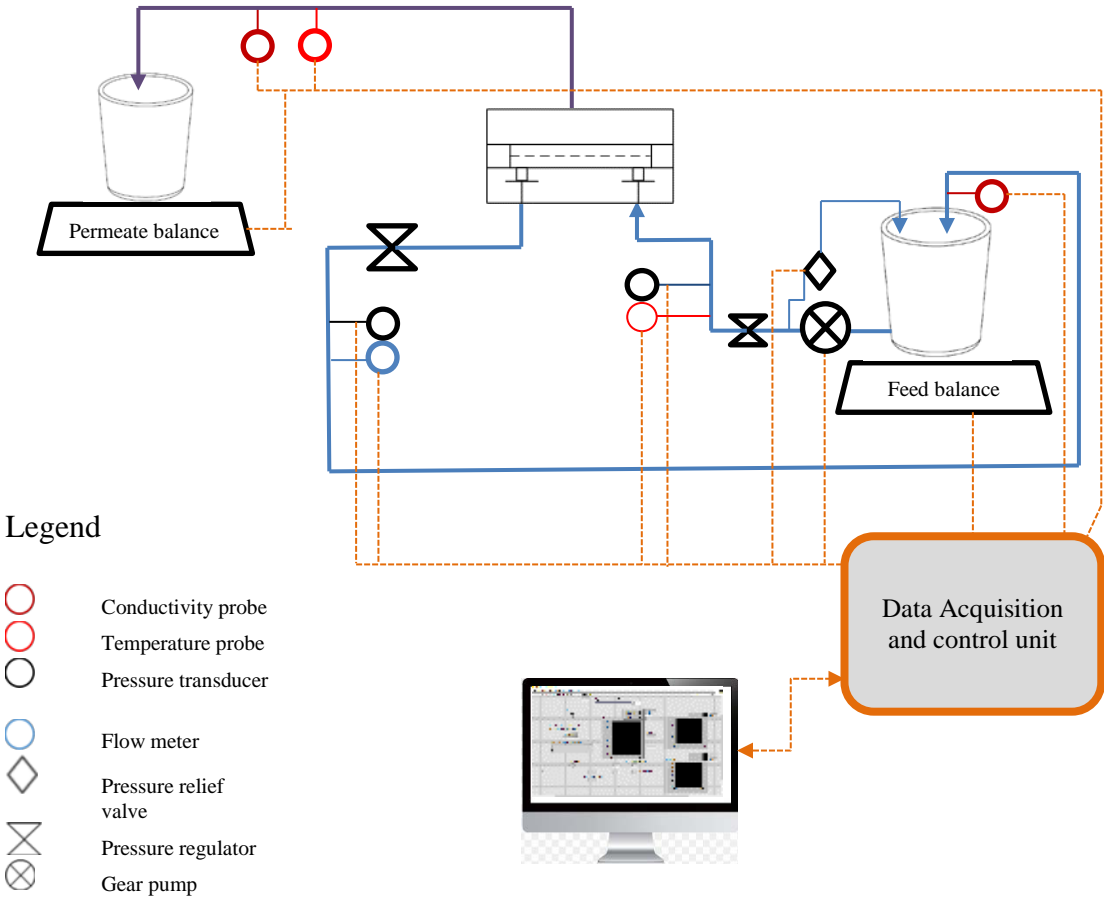 Permeate balance
Feed balance
Legend
Conductivity probe
Temperature probe
Pressure transducer
Flow meter
Pressure relief
valve
Pressure regulator
Gear pump
Data Acquisition
and control unit